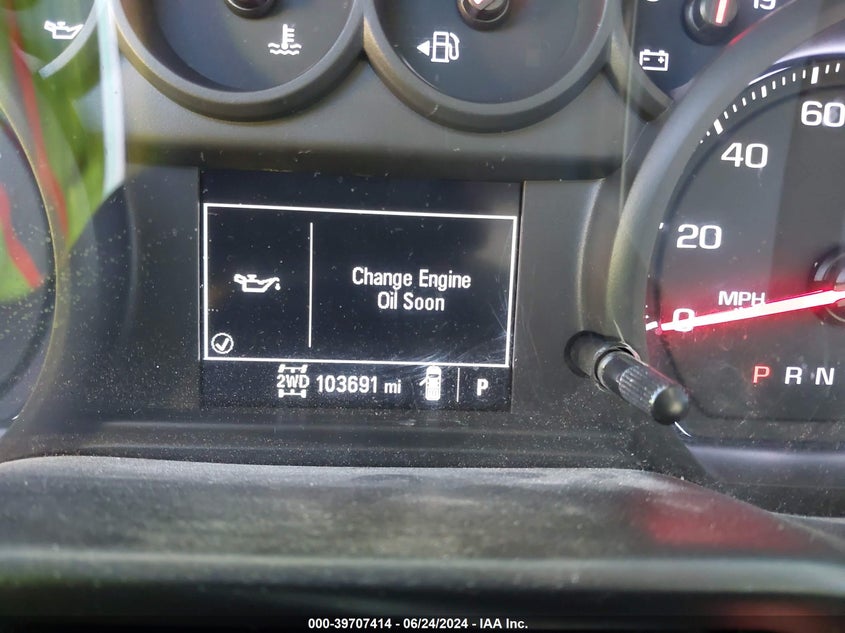 19
60
40
20
0
MPH
Change Engine
Oil Soon
2WD 103691 mi P
P R N
000-39707414 - 06/24/2024 - IAA Inc.